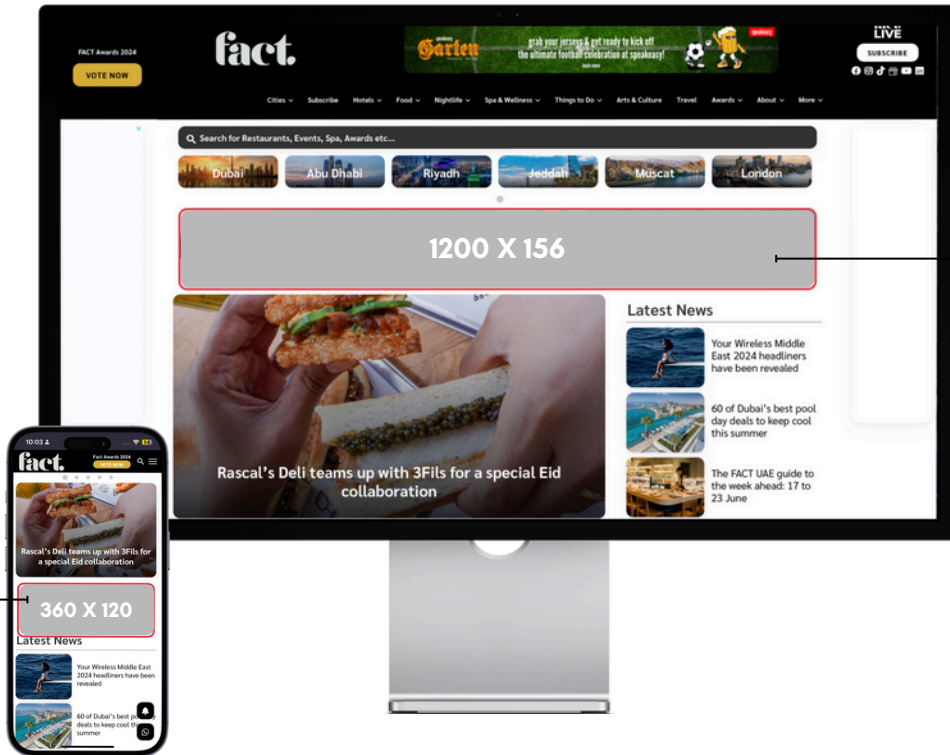 FACT Awards 2024
VOTE NOW
fact.
speakeasy
Garten
grab your jerseys & get ready to kick off
the ultimate football celebration at speakeasy!
learn more
speakeasy
LIVE
SUBSCRIBE
Cities Subscribe Hotels Food Nightlife Spa & Wellness Things to Do Arts & Culture Travel Awards About More
Search for Restaurants, Events, Spa, Awards etc...
Dubai Abu Dhabi Riyadh Jeddah Muscat London
1200 X 156
Rascal's Deli teams up with 3Fils for a special Eid
collaboration
Latest News
Your Wireless Middle
East 2024 headliners
have been revealed
60 of Dubai's best pool
day deals to keep cool
this summer
The FACT UAE guide to
the week ahead: 17 to
23 June
10:03
fact.
Fact Awards 2024
VOTE NOW
Rascal's Deli teams up with 3Fils for
a special Eid collaboration
360 X 120
Latest News
Your Wireless Middle East
2024 headliners have been
revealed
60 of Dubai's best
deals to keep cool
summer